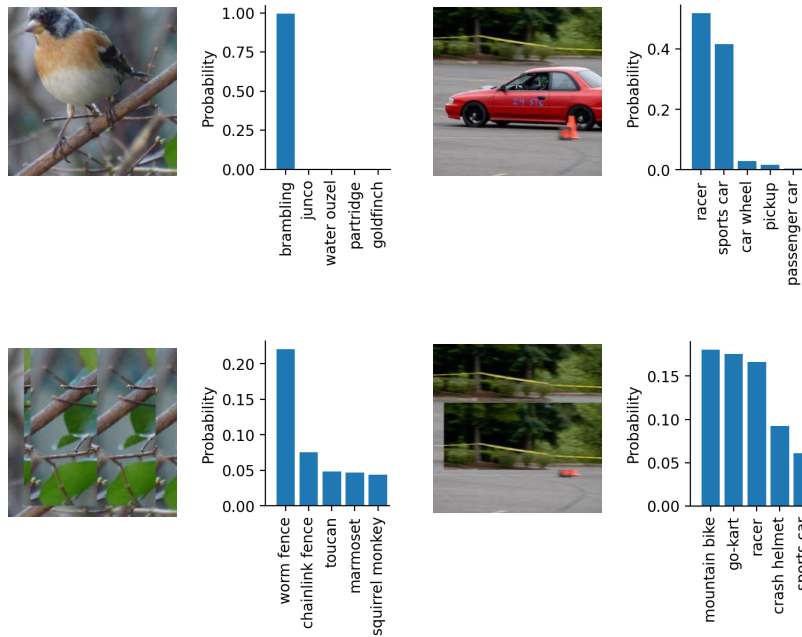 Probability
1.00
0.75
0.50
0.25
0.00
brambling
junco
water ouzel
partridge
goldfinch
Probability
0.4
0.2
0.0
racer
sports car
car wheel
pickup
passenger car
Probability
0.20
0.15
0.10
0.05
0.00
worm fence
chainlink fence
toucan
marmoset
squirrel monkey
Probability
0.15
0.10
0.05
0.00
mountain bike
go-kart
racer
crash helmet
sports car